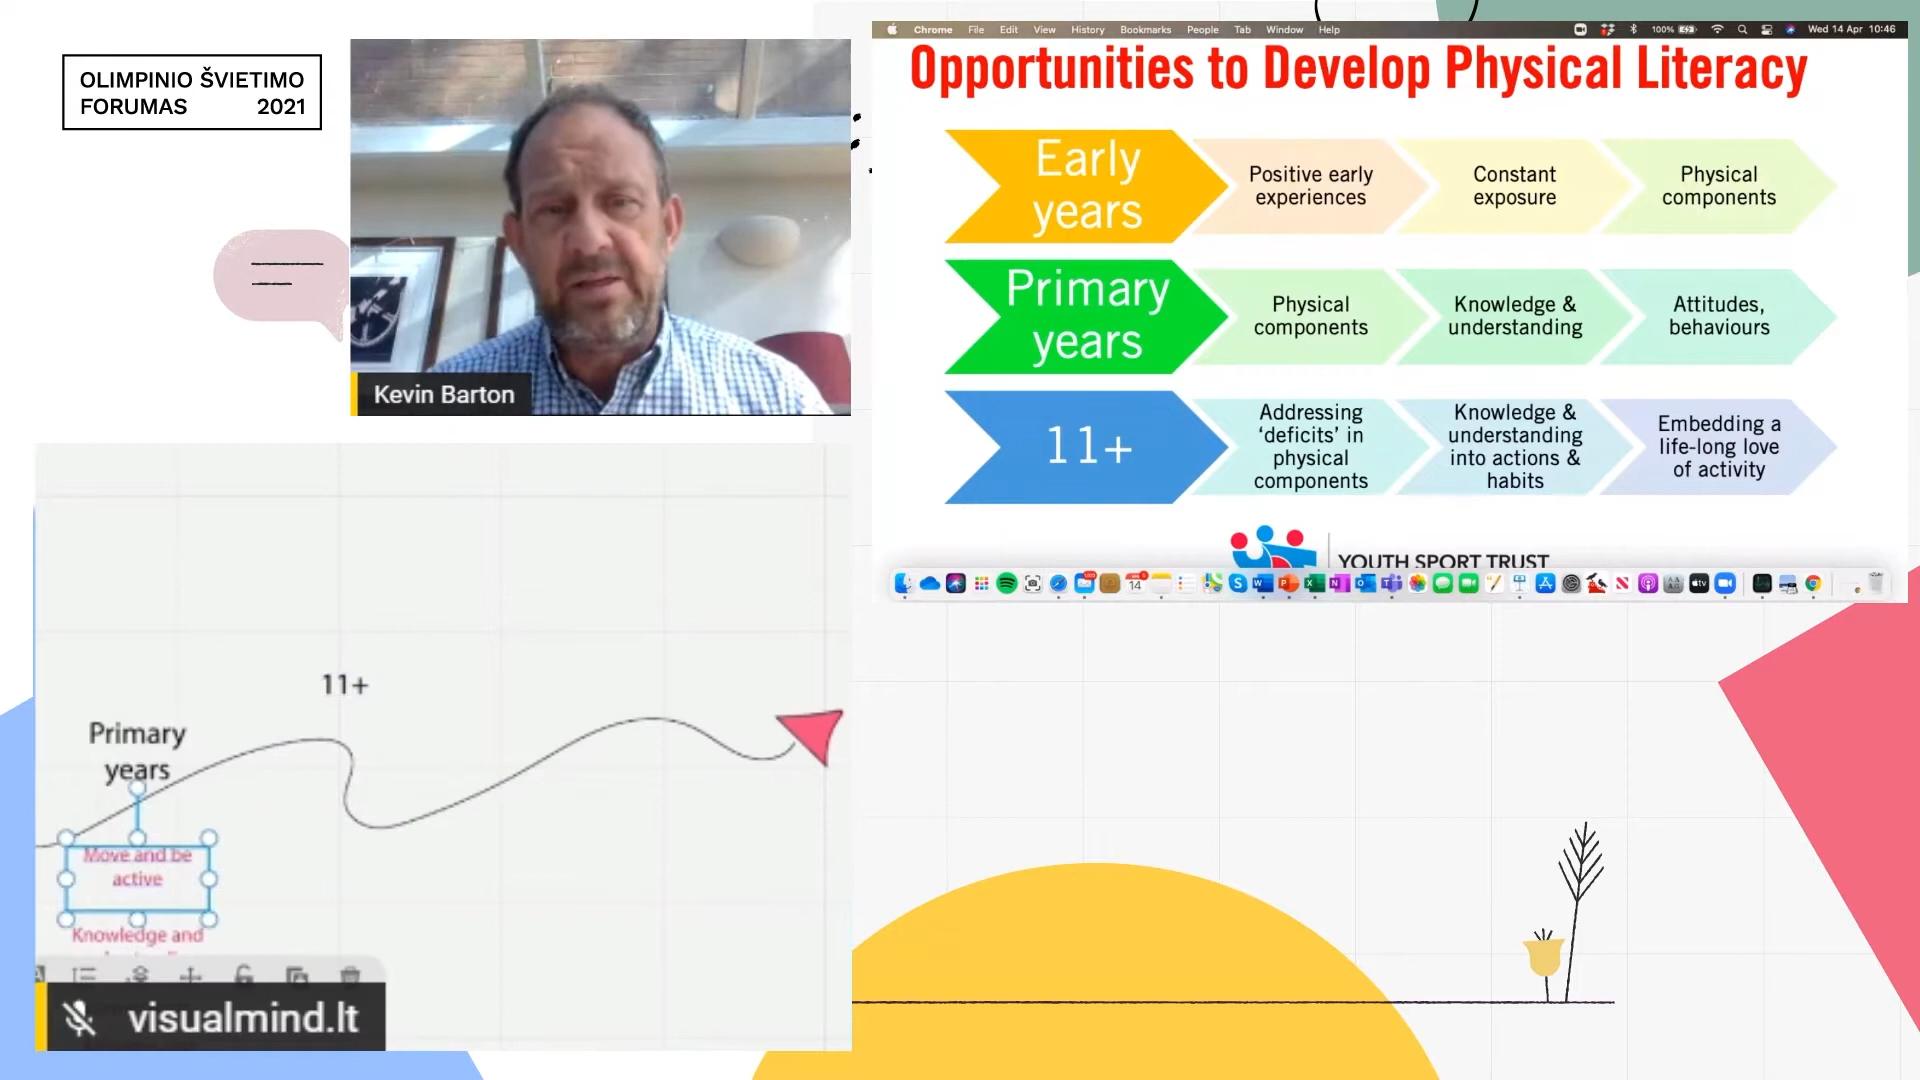 OLIMPINIO ŠVIETIMO
FORUMAS 2021
Kevin Barton
Chrome File Edit View History Bookmarks People Tab Window Help 100% Wed 14 Apr 10:46
Opportunities to Develop Physical Literacy
Early
years
Positive early
experiences
Constant
exposure
Physical
components
Primary
years
Physical
components
Knowledge &
understanding
Attitudes,
behaviours
11+
Addressing
‘deficits’ in
physical
components
Knowledge &
understanding
into actions &
habits
Embedding a
life-long love
of activity
YOUTH SPORT TRUST
11+
Primary
years
Move and be
active
Knowledge and
visualmind.lt